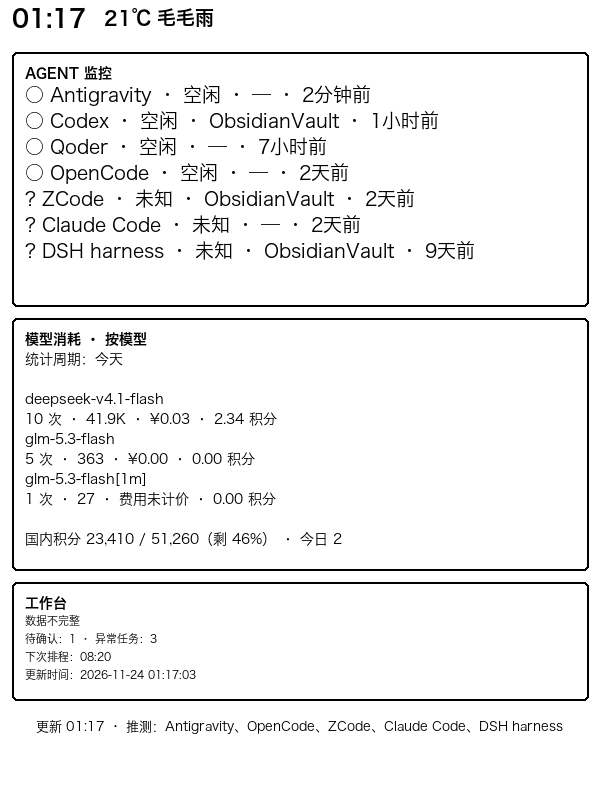 01:17 21℃ 毛毛雨
AGENT 监控
○ Antigravity · 空闲 · — · 2分钟前
○ Codex · 空闲 · ObsidianVault · 1小时前
○ Qoder · 空闲 · — · 7小时前
○ OpenCode · 空闲 · — · 2天前
? ZCode · 未知 · ObsidianVault · 2天前
? Claude Code · 未知 · — · 2天前
? DSH harness · 未知 · ObsidianVault · 9天前
模型消耗 · 按模型
统计周期：今天
deepseek-v4.1-flash
10 次 · 41.9K · ¥0.03 · 2.34 积分
glm-5.3-flash
5 次 · 363 · ¥0.00 · 0.00 积分
glm-5.3-flash[1m]
1 次 · 27 · 费用未计价 · 0.00 积分
国内积分 23,410 / 51,260（剩 46%） · 今日 2
工作台
数据不完整
待确认：1 · 异常任务：3
下次排程：08:20
更新时间：2026-11-24 01:17:03
更新 01:17 · 推测：Antigravity、OpenCode、ZCode、Claude Code、DSH harness